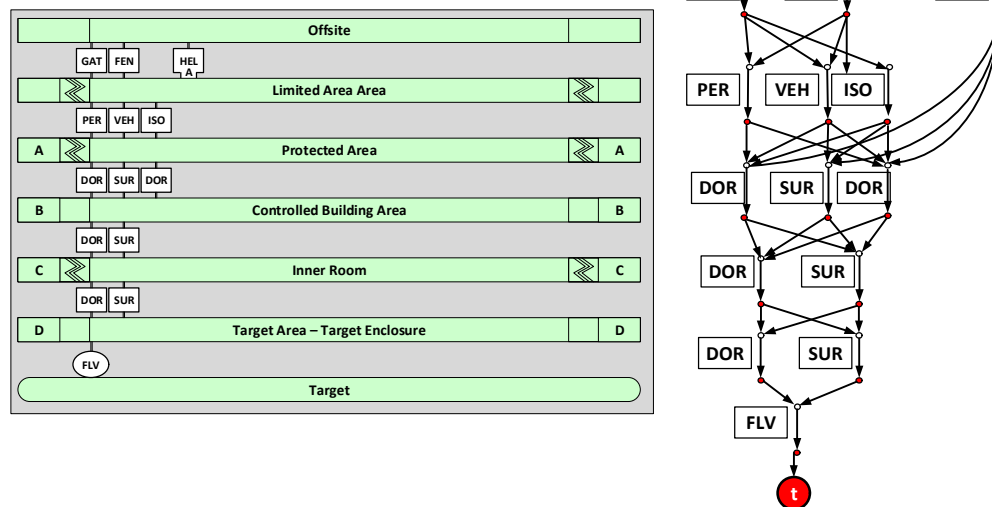 Offsite
GAT FEN HEL
A
Limited Area Area
PER VEH ISO
A Protected Area A
DOR SUR DOR
B Controlled Building Area B
DOR SUR
C Inner Room C
DOR SUR
D Target Area – Target Enclosure D
FLV
Target
PER VEH ISO
DOR SUR DOR
DOR SUR
DOR SUR
FLV
t